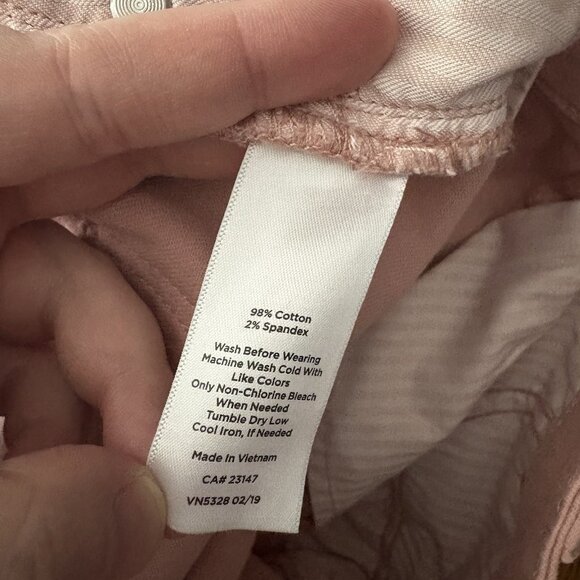 98% Cotton
2% Spandex
Wash Before Wearing
Machine Wash Cold With
Like Colors
Only Non-Chlorine Bleach
When Needed
Tumble Dry Low
Cool Iron, If Needed
Made In Vietnam
CA# 23147
VN5328 02/19